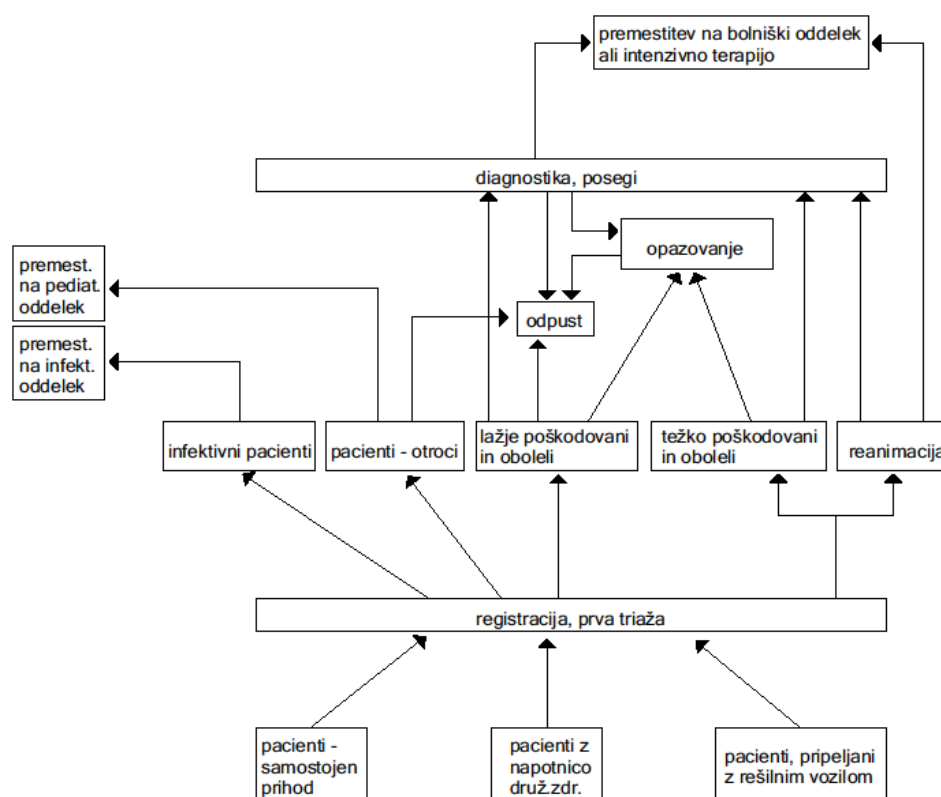 premestitev na bolniški oddelek
ali intenzivno terapijo
diagnostika, posegi
opazovanje
premest.
na pediat.
oddelek
odpust
premest.
na infekt.
oddelek
infektivni pacienti
pacienti - otroci
lažje poškodovani
in oboleli
težko poškodovani
in oboleli
reanimacija
registracija, prva triaža
pacienti -
samostojen
prihod
pacienti z
napotnico
druž.zdr.
pacienti, pripeljani
z rešilnim vozilom